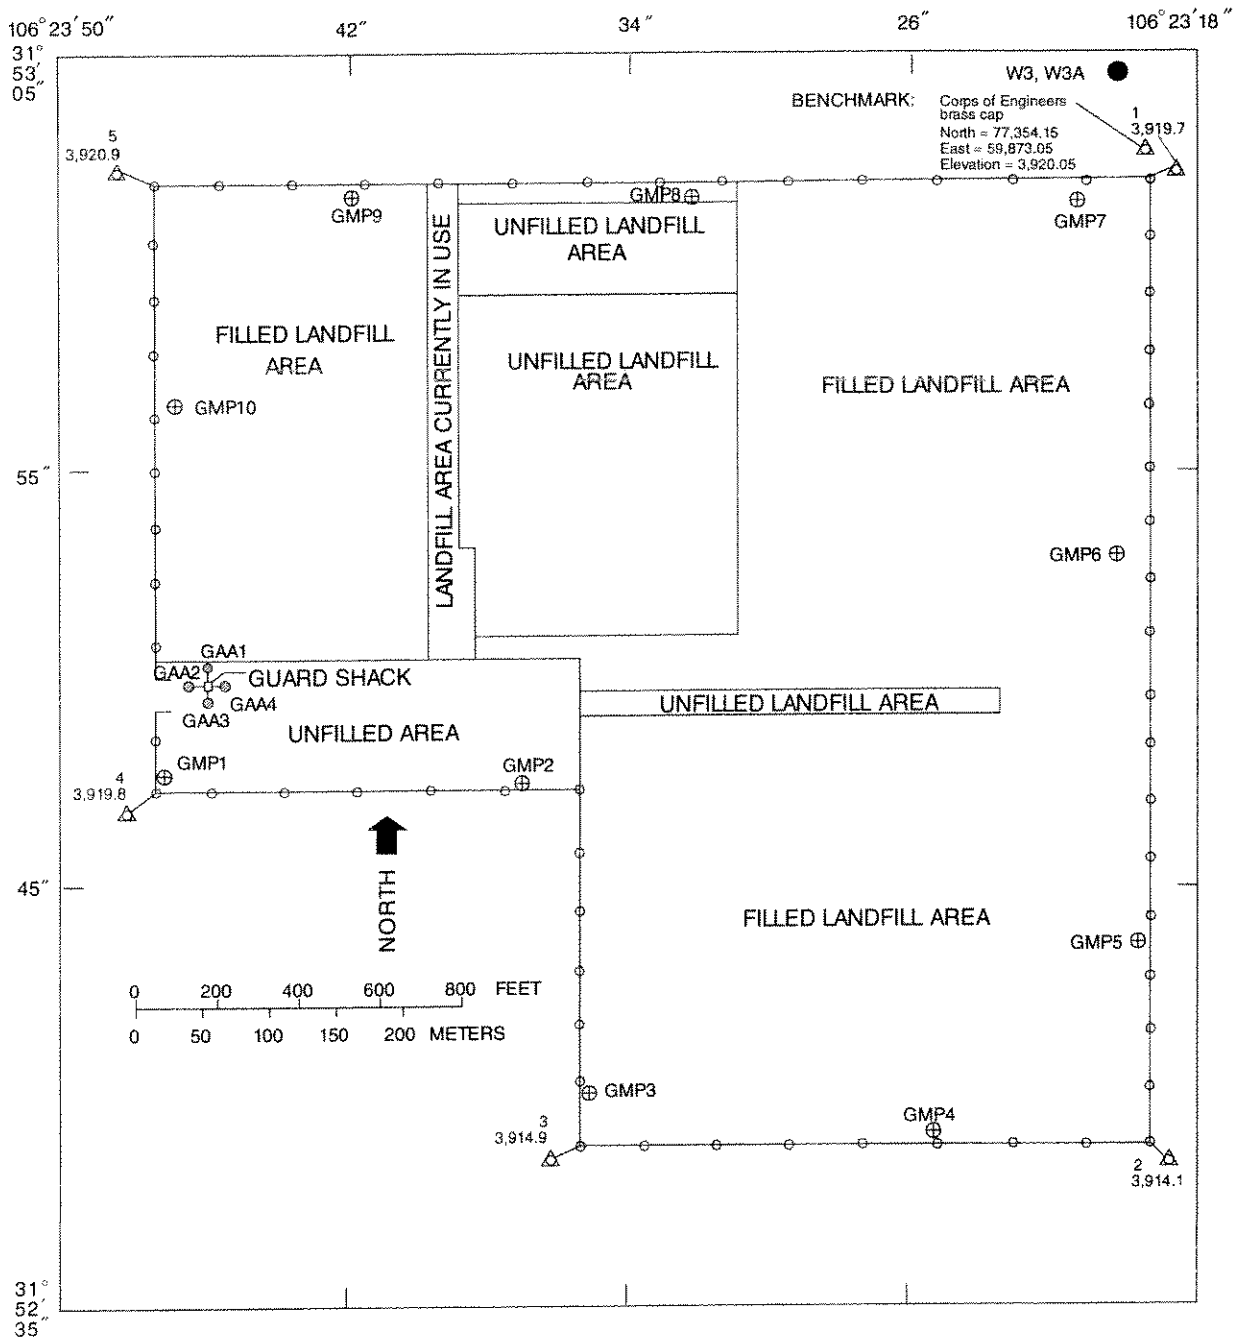 106° 23′ 50″
42″
34″
26″
106° 23′ 18″
31°
53′
05″
W3, W3A
BENCHMARK:
Corps of Engineers
brass cap
North = 77,354.15
East = 59,873.05
Elevation = 3,920.05
1
3,919.7
5
3,920.9
GMP9
GMP8
GMP7
UNFILLED LANDFILL
AREA
LANDFILL AREA CURRENTLY IN USE
FILLED LANDFILL
AREA
UNFILLED LANDFILL
AREA
FILLED LANDFILL AREA
GMP10
55″
GMP6
GAA1
GAA2
GUARD SHACK
GAA4
GAA3
UNFILLED LANDFILL AREA
UNFILLED AREA
GMP1
GMP2
4
3,919.8
NORTH
45″
FILLED LANDFILL AREA
GMP5
0 200 400 600 800 FEET
0 50 100 150 200 METERS
GMP3
GMP4
3
3,914.9
2
3,914.1
31°
52′
35″